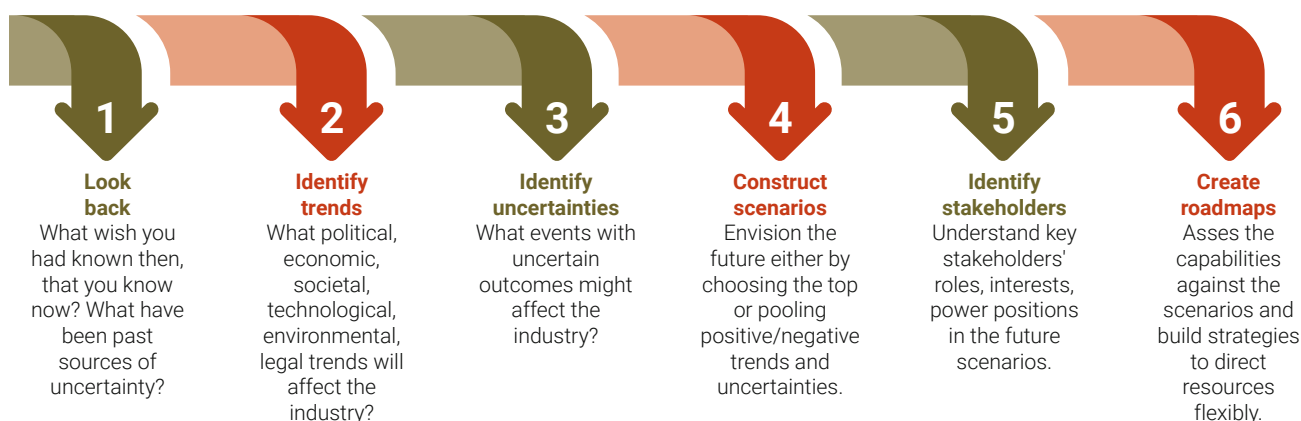 1
Look
back
What wish you
had known then,
that you know
now? What have
been past
sources of
uncertainty?
2
Identify
trends
What political,
economic,
societal,
technological,
environmental,
legal trends will
affect the
industry?
3
Identify
uncertainties
What events with
uncertain
outcomes might
affect the
industry?
4
Construct
scenarios
Envision the
future either by
choosing the top
or pooling
positive/negative
trends and
uncertainties.
5
Identify
stakeholders
Understand key
stakeholders'
roles, interests,
power positions
in the future
scenarios.
6
Create
roadmaps
Asses the
capabilities
against the
scenarios and
build strategies
to direct
resources
flexibly.